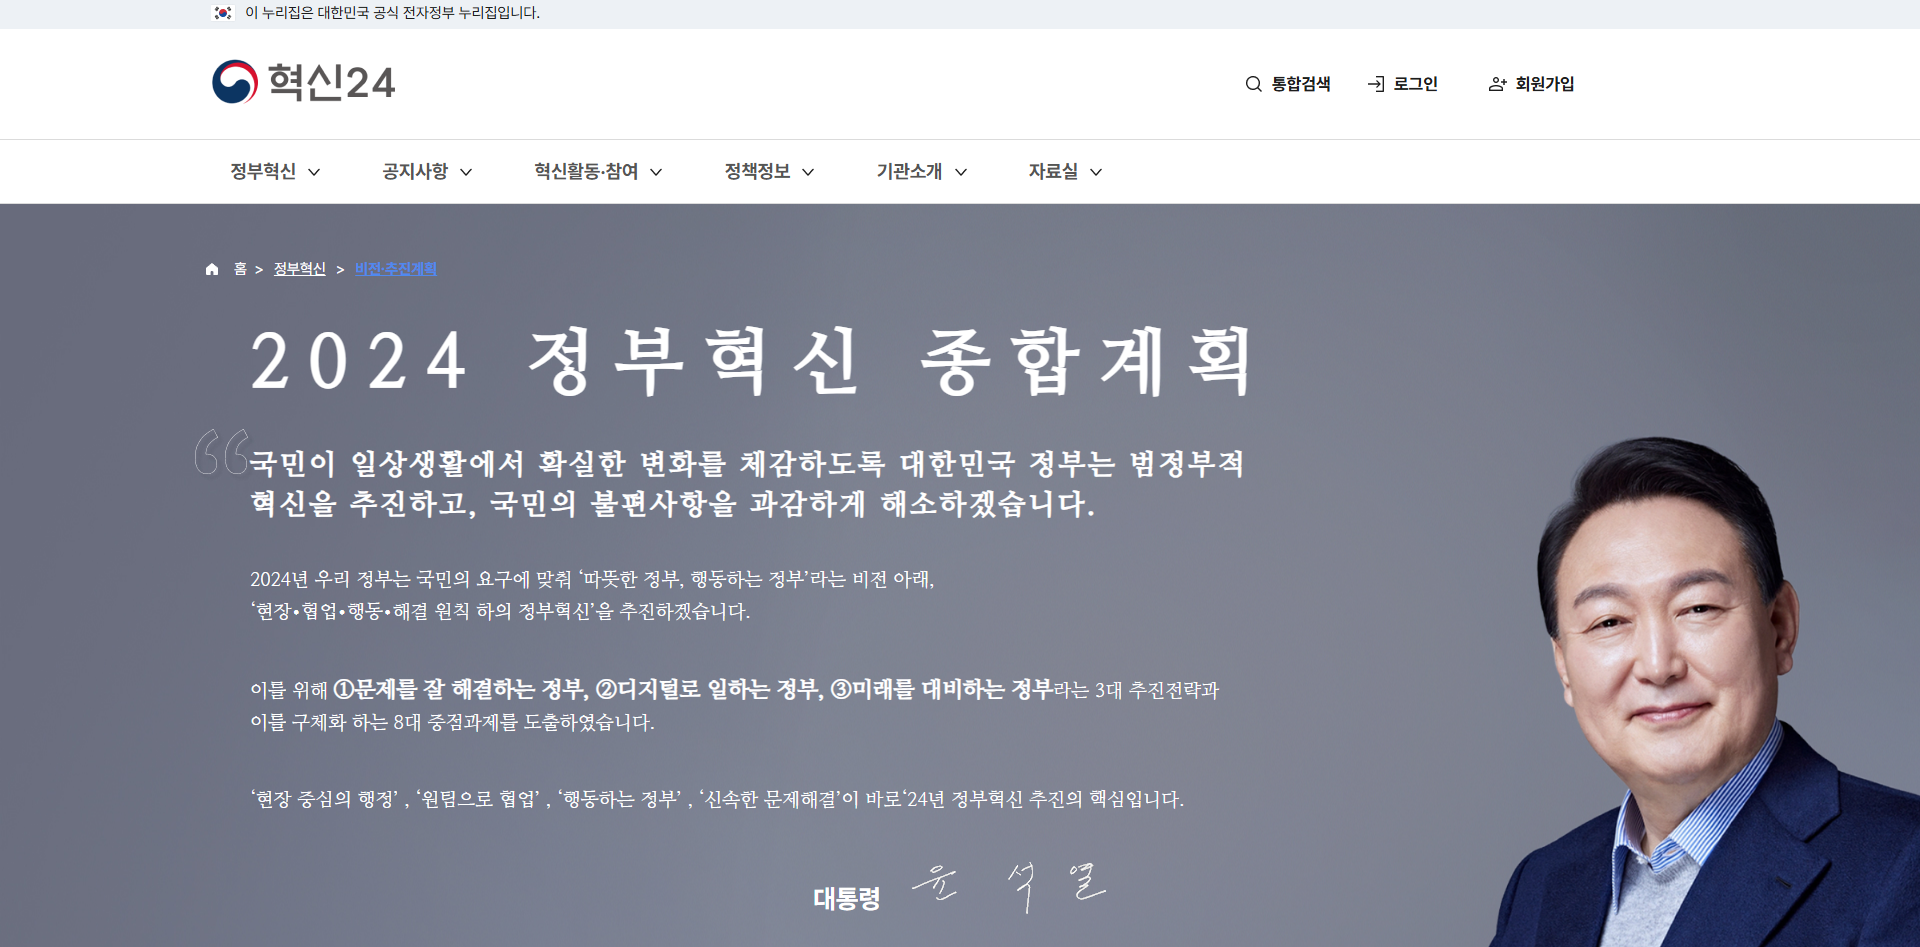 이 누리집은 대한민국 공식 전자정부 누리집입니다.
혁신24
통합검색 로그인 회원가입
정부혁신 공지사항 혁신활동·참여 정책정보 기관소개 자료실
홈 > 정부혁신 > 비전·추진계획
2024 정부혁신 종합계획
“국민이 일상생활에서 확실한 변화를 체감하도록 대한민국 정부는 범정부적
혁신을 추진하고, 국민의 불편사항을 과감하게 해소하겠습니다.
2024년 우리 정부는 국민의 요구에 맞춰 ‘따뜻한 정부, 행동하는 정부’라는 비전 아래,
‘현장•협업•행동•해결 원칙 하의 정부혁신’을 추진하겠습니다.
이를 위해 ①문제를 잘 해결하는 정부, ②디지털로 일하는 정부, ③미래를 대비하는 정부라는 3대 추진전략과
이를 구체화 하는 8대 중점과제를 도출하였습니다.
‘현장 중심의 행정’ , ‘원팀으로 협업’ , ‘행동하는 정부’ , ‘신속한 문제해결’이 바로‘24년 정부혁신 추진의 핵심입니다.
대통령 윤 석 열